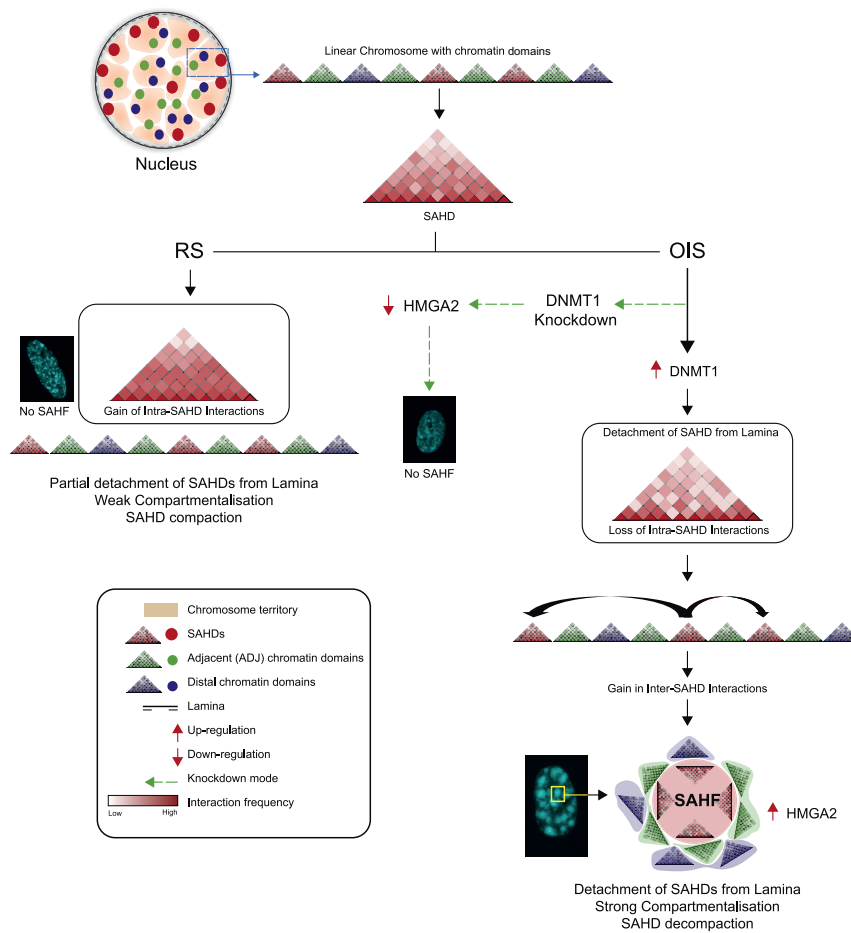 Linear Chromosome with chromatin domains
Nucleus
SAHD
RS
OIS
HMGA2
DNMT1
Knockdown
DNMT1
No SAHF
Gain of Intra-SAHD Interactions
No SAHF
Detachment of SAHD from Lamina
Loss of Intra-SAHD Interactions
Partial detachment of SAHDs from Lamina
Weak Compartmentalisation
SAHD compaction
Chromosome territory
SAHDs
Adjacent (ADJ) chromatin domains
Distal chromatin domains
Lamina
Up-regulation
Down-regulation
Knockdown mode
Interaction frequency
Low High
Gain in Inter-SAHD Interactions
SAHF
HMGA2
Detachment of SAHDs from Lamina
Strong Compartmentalisation
SAHD decompaction